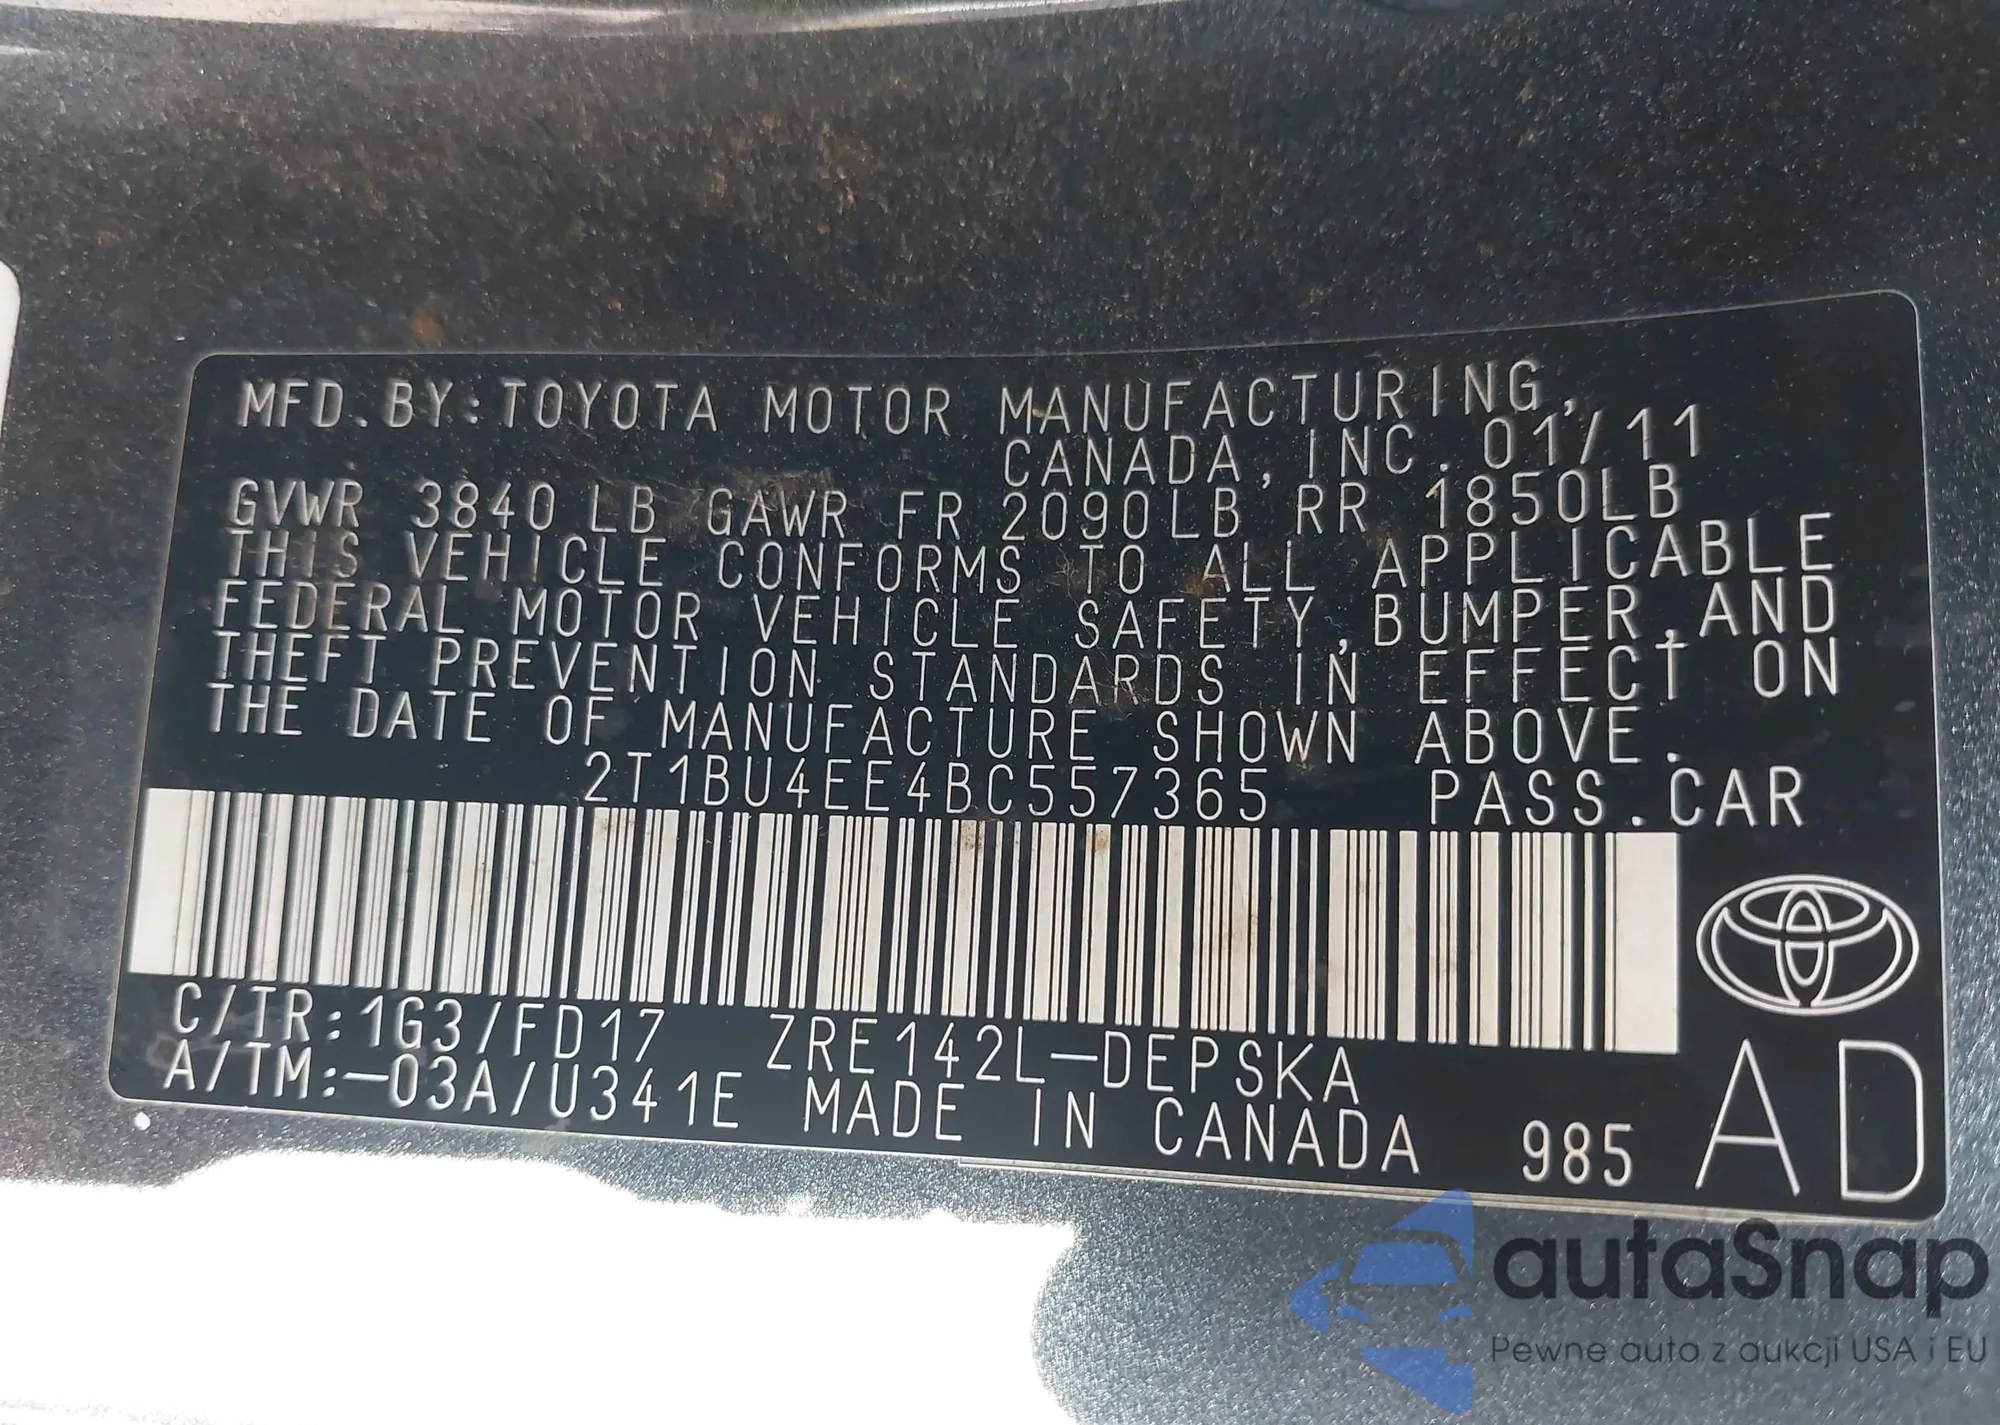 MFD. BY: TOYOTA MOTOR MANUFACTURING,
CANADA, INC. 01/11
GVWR 3840 LB GAWR FR 2090LB RR 1850LB
THIS VEHICLE CONFORMS TO ALL APPLICABLE
FEDERAL MOTOR VEHICLE SAFETY, BUMPER, AND
THEFT PREVENTION STANDARDS IN EFFECT ON
THE DATE OF MANUFACTURE SHOWN ABOVE.
2T1BU4EE4BC557365 PASS. CAR
C/TR: 1G3/FD17 ZRE142L-DEPSKA
A/TM:-03A/U341E MADE IN CANADA 985 AD
autaSnap
Pewne auta z aukcji USA i EU